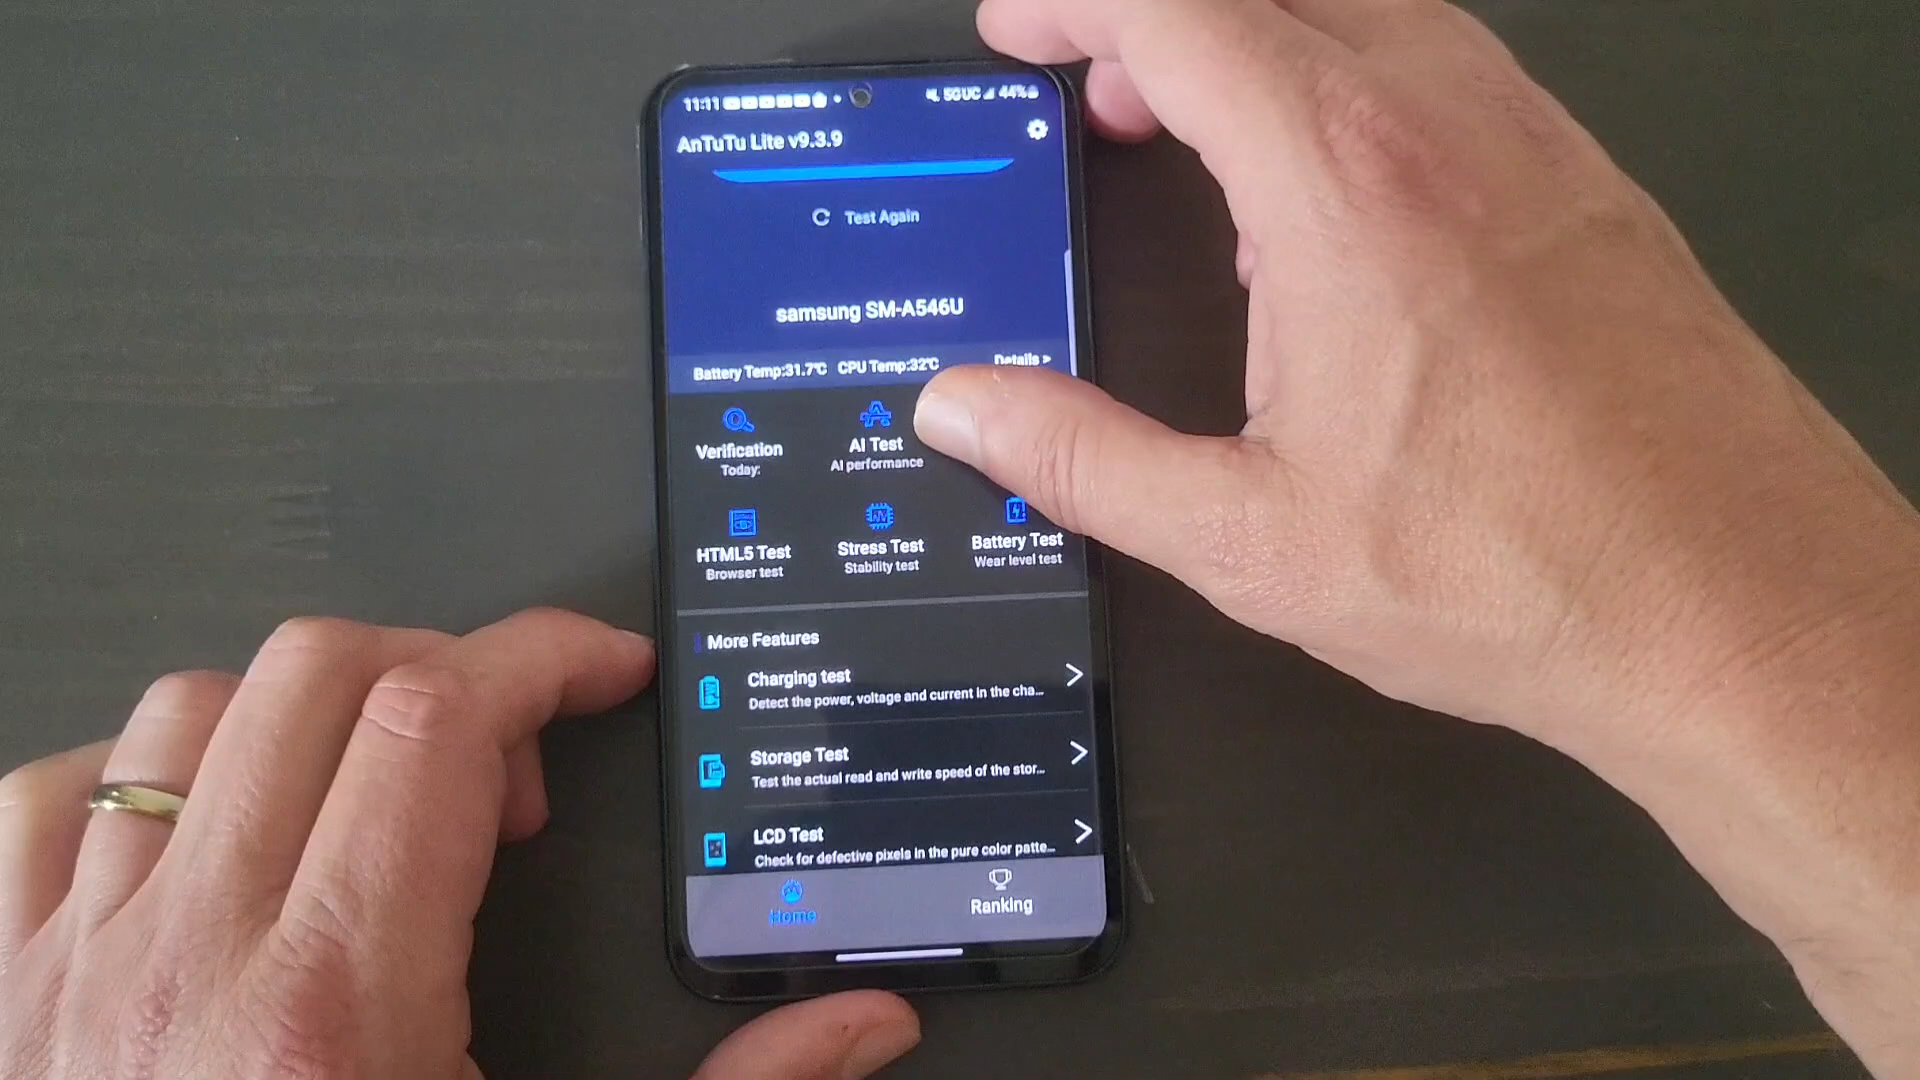 11:11 5G UC 44%
AnTuTu Lite v9.3.9
Test Again
samsung SM-A546U
Battery Temp:31.7℃ CPU Temp:32℃ Details >
Verification AI Test
Today: AI performance
HTML5 Test Stress Test Battery Test
Browser test Stability test Wear level test
More Features
Charging test
Detect the power, voltage and current in the cha...
Storage Test
Test the actual read and write speed of the stor...
LCD Test
Check for defective pixels in the pure color patte...
Home Ranking